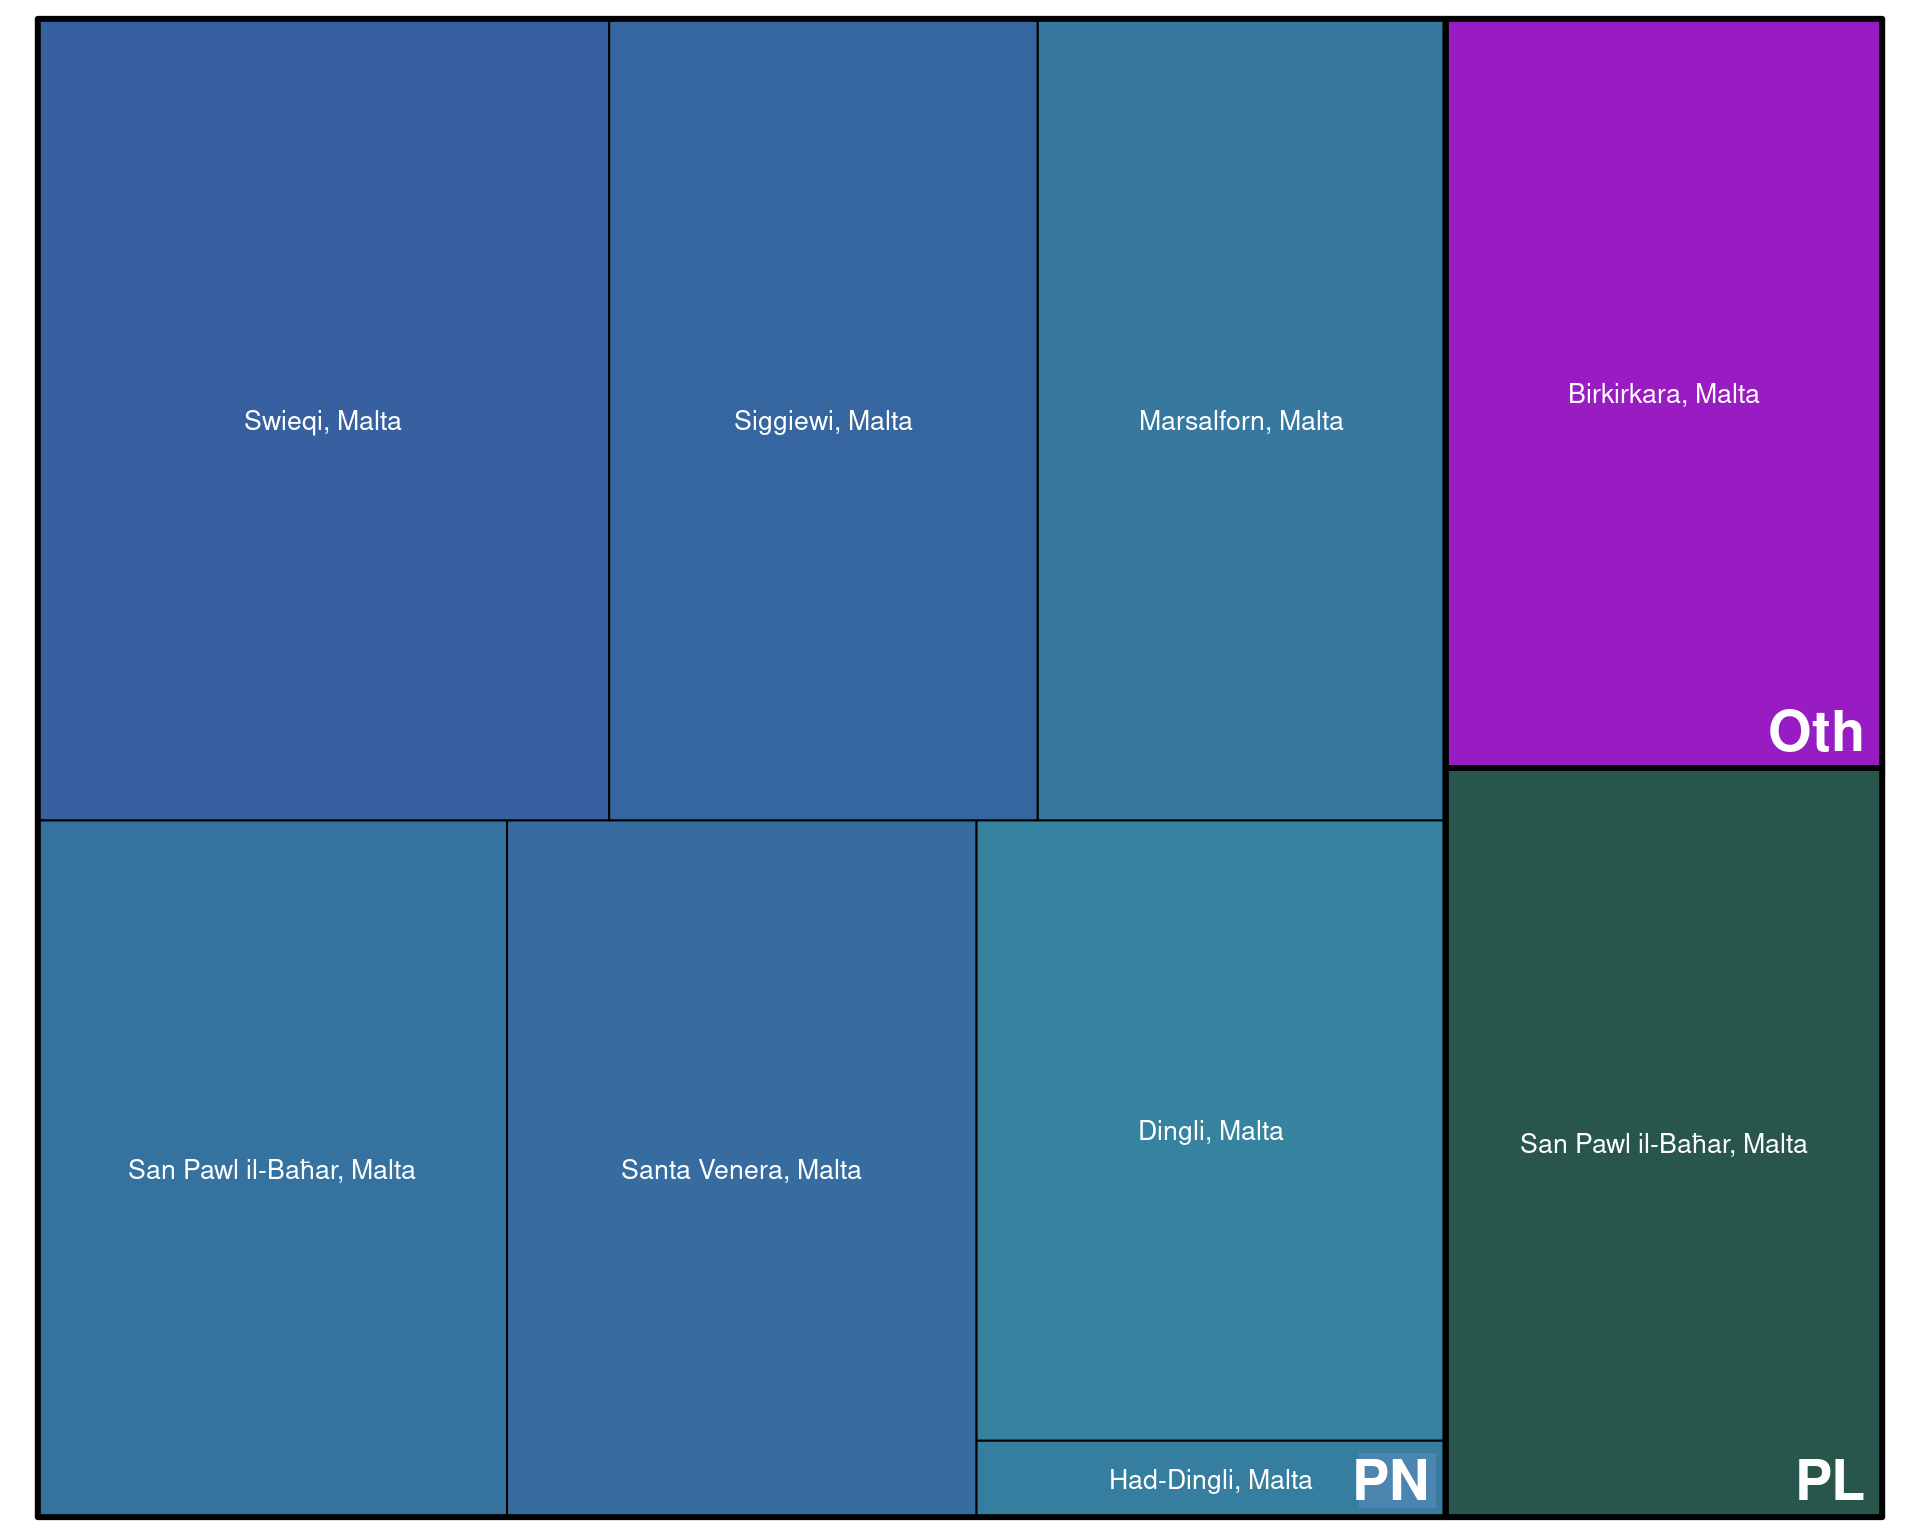 Swieqi, Malta
Siggiewi, Malta
Marsalforn, Malta
Birkirkara, Malta
Oth
San Pawl il-Baħar, Malta
Santa Venera, Malta
Dingli, Malta
Had-Dingli, Malta
PN
San Pawl il-Baħar, Malta
PL